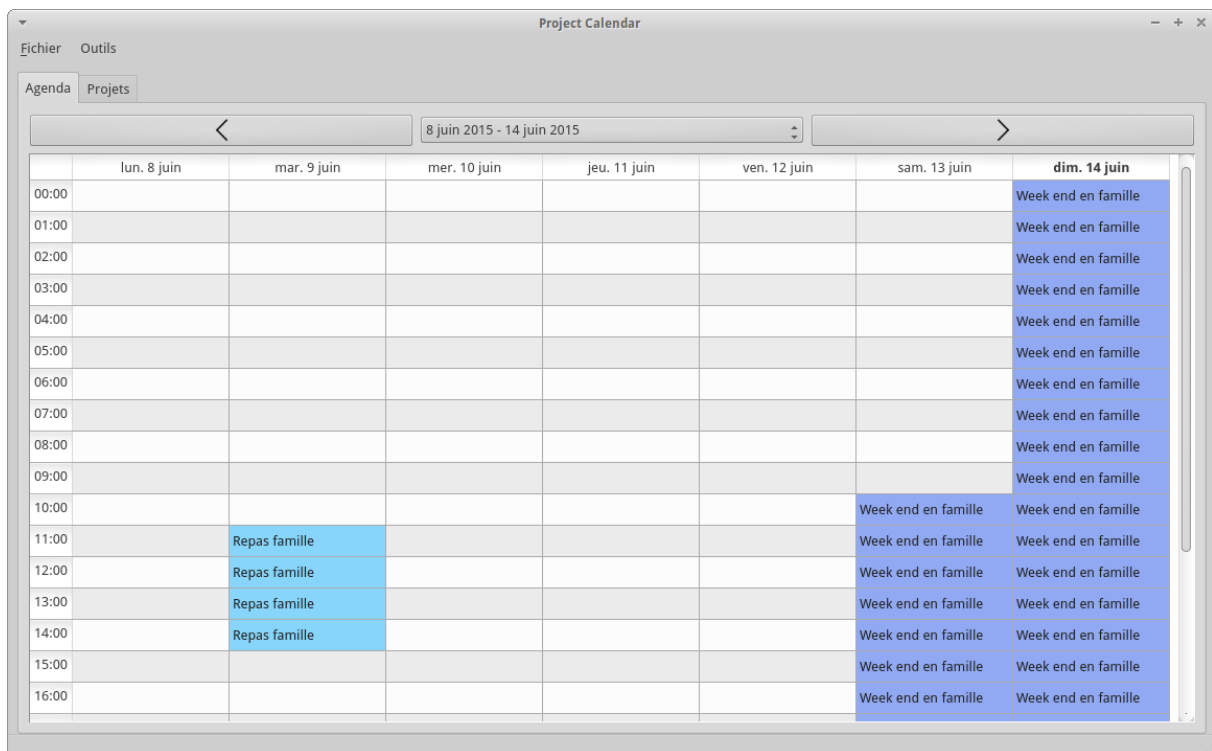 Project Calendar
Fichier Outils
Agenda Projets
8 juin 2015 - 14 juin 2015
lun. 8 juin mar. 9 juin mer. 10 juin jeu. 11 juin ven. 12 juin sam. 13 juin dim. 14 juin
00:00 Week end en famille
01:00 Week end en famille
02:00 Week end en famille
03:00 Week end en famille
04:00 Week end en famille
05:00 Week end en famille
06:00 Week end en famille
07:00 Week end en famille
08:00 Week end en famille
09:00 Week end en famille
10:00 Week end en famille Week end en famille
11:00 Repas famille Week end en famille Week end en famille
12:00 Repas famille Week end en famille Week end en famille
13:00 Repas famille Week end en famille Week end en famille
14:00 Repas famille Week end en famille Week end en famille
15:00 Week end en famille Week end en famille
16:00 Week end en famille Week end en famille